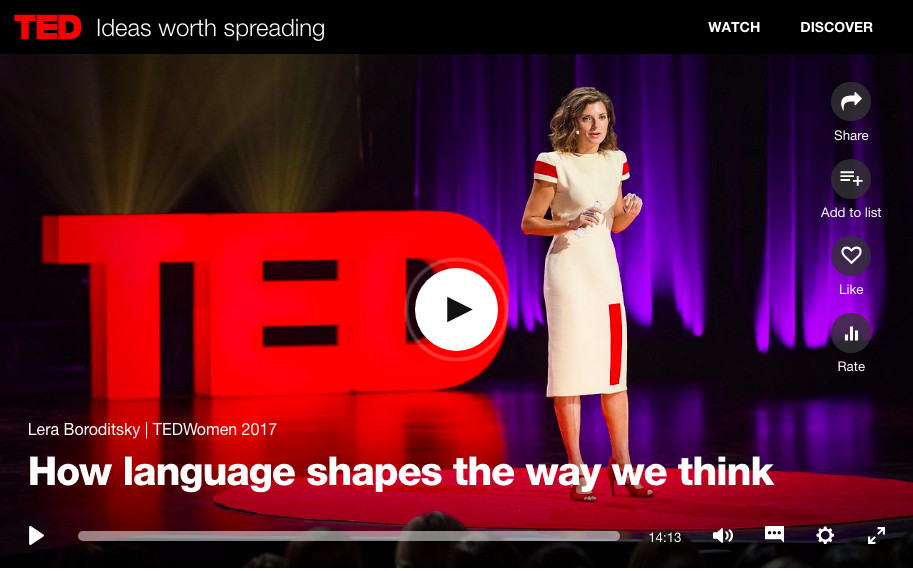 TED Ideas worth spreading WATCH DISCOVER
Share
Add to list
Like
Rate
TED
Lera Boroditsky | TEDWomen 2017
How language shapes the way we think
14:13